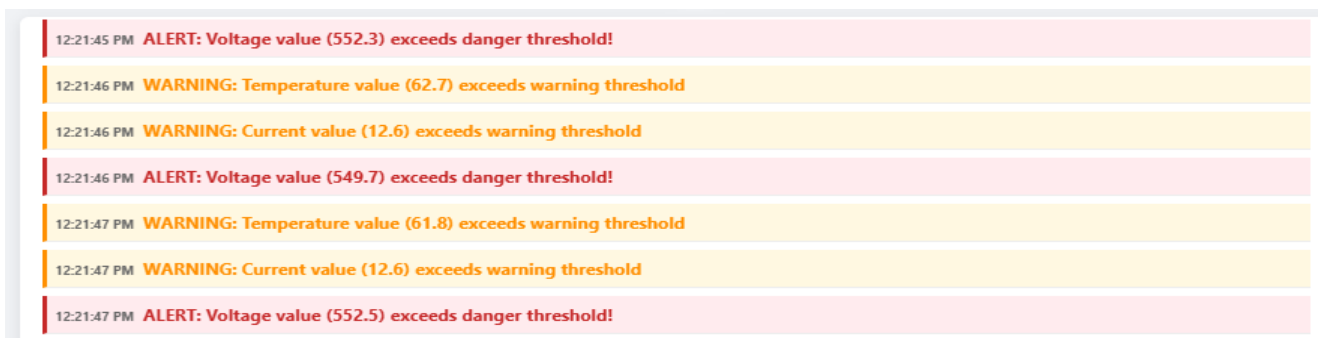 12:21:45 PM ALERT: Voltage value (552.3) exceeds danger threshold!
12:21:46 PM WARNING: Temperature value (62.7) exceeds warning threshold
12:21:46 PM WARNING: Current value (12.6) exceeds warning threshold
12:21:46 PM ALERT: Voltage value (549.7) exceeds danger threshold!
12:21:47 PM WARNING: Temperature value (61.8) exceeds warning threshold
12:21:47 PM WARNING: Current value (12.6) exceeds warning threshold
12:21:47 PM ALERT: Voltage value (552.5) exceeds danger threshold!